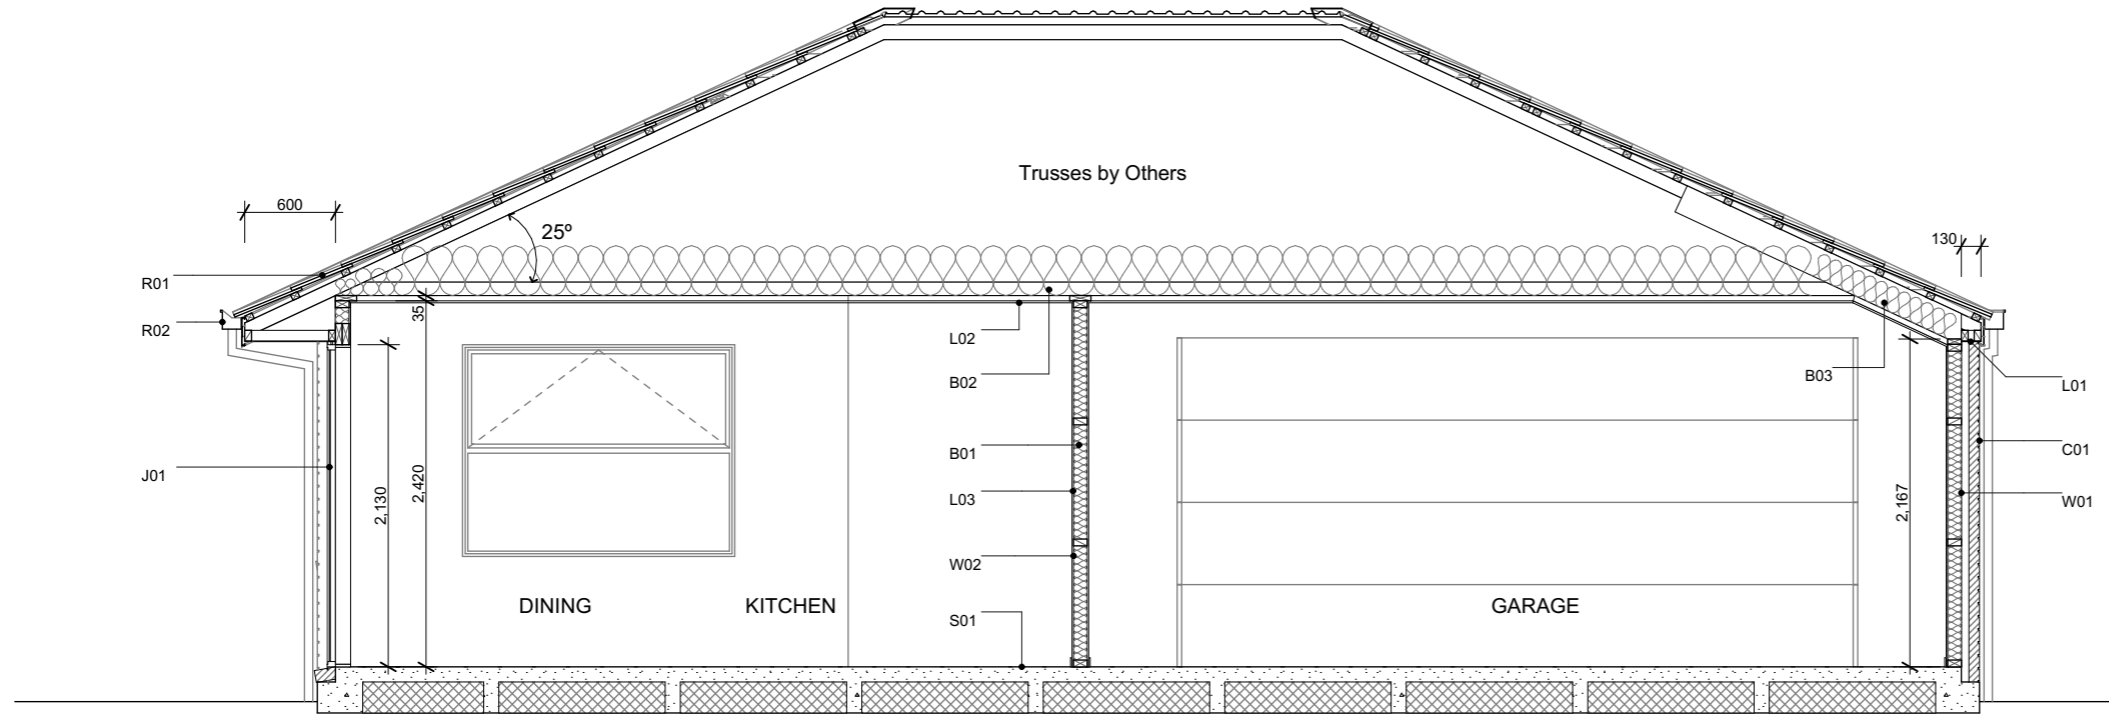 Trusses by Others
600
25º
130
R01
R02
35
L02
B02
B03
L01
J01
2,130
2,420
B01
L03
C01
2,167
W01
W02
DINING
KITCHEN
GARAGE
S01